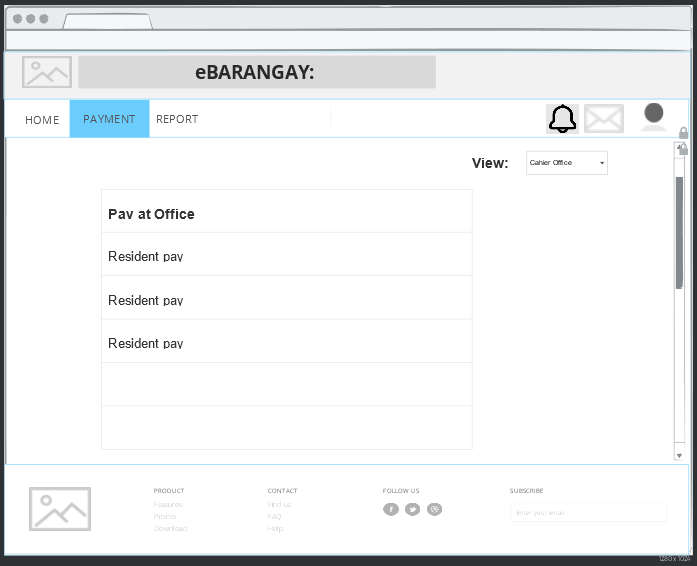 eBARANGAY:
HOME PAYMENT REPORT
View: Cahier Office
Pay at Office
Resident pay
Resident pay
Resident pay
PRODUCT
Features
Promo
Download
CONTACT
Find us
FAQ
Help
FOLLOW US
SUBSCRIBE
Enter your email
1280 x 1024